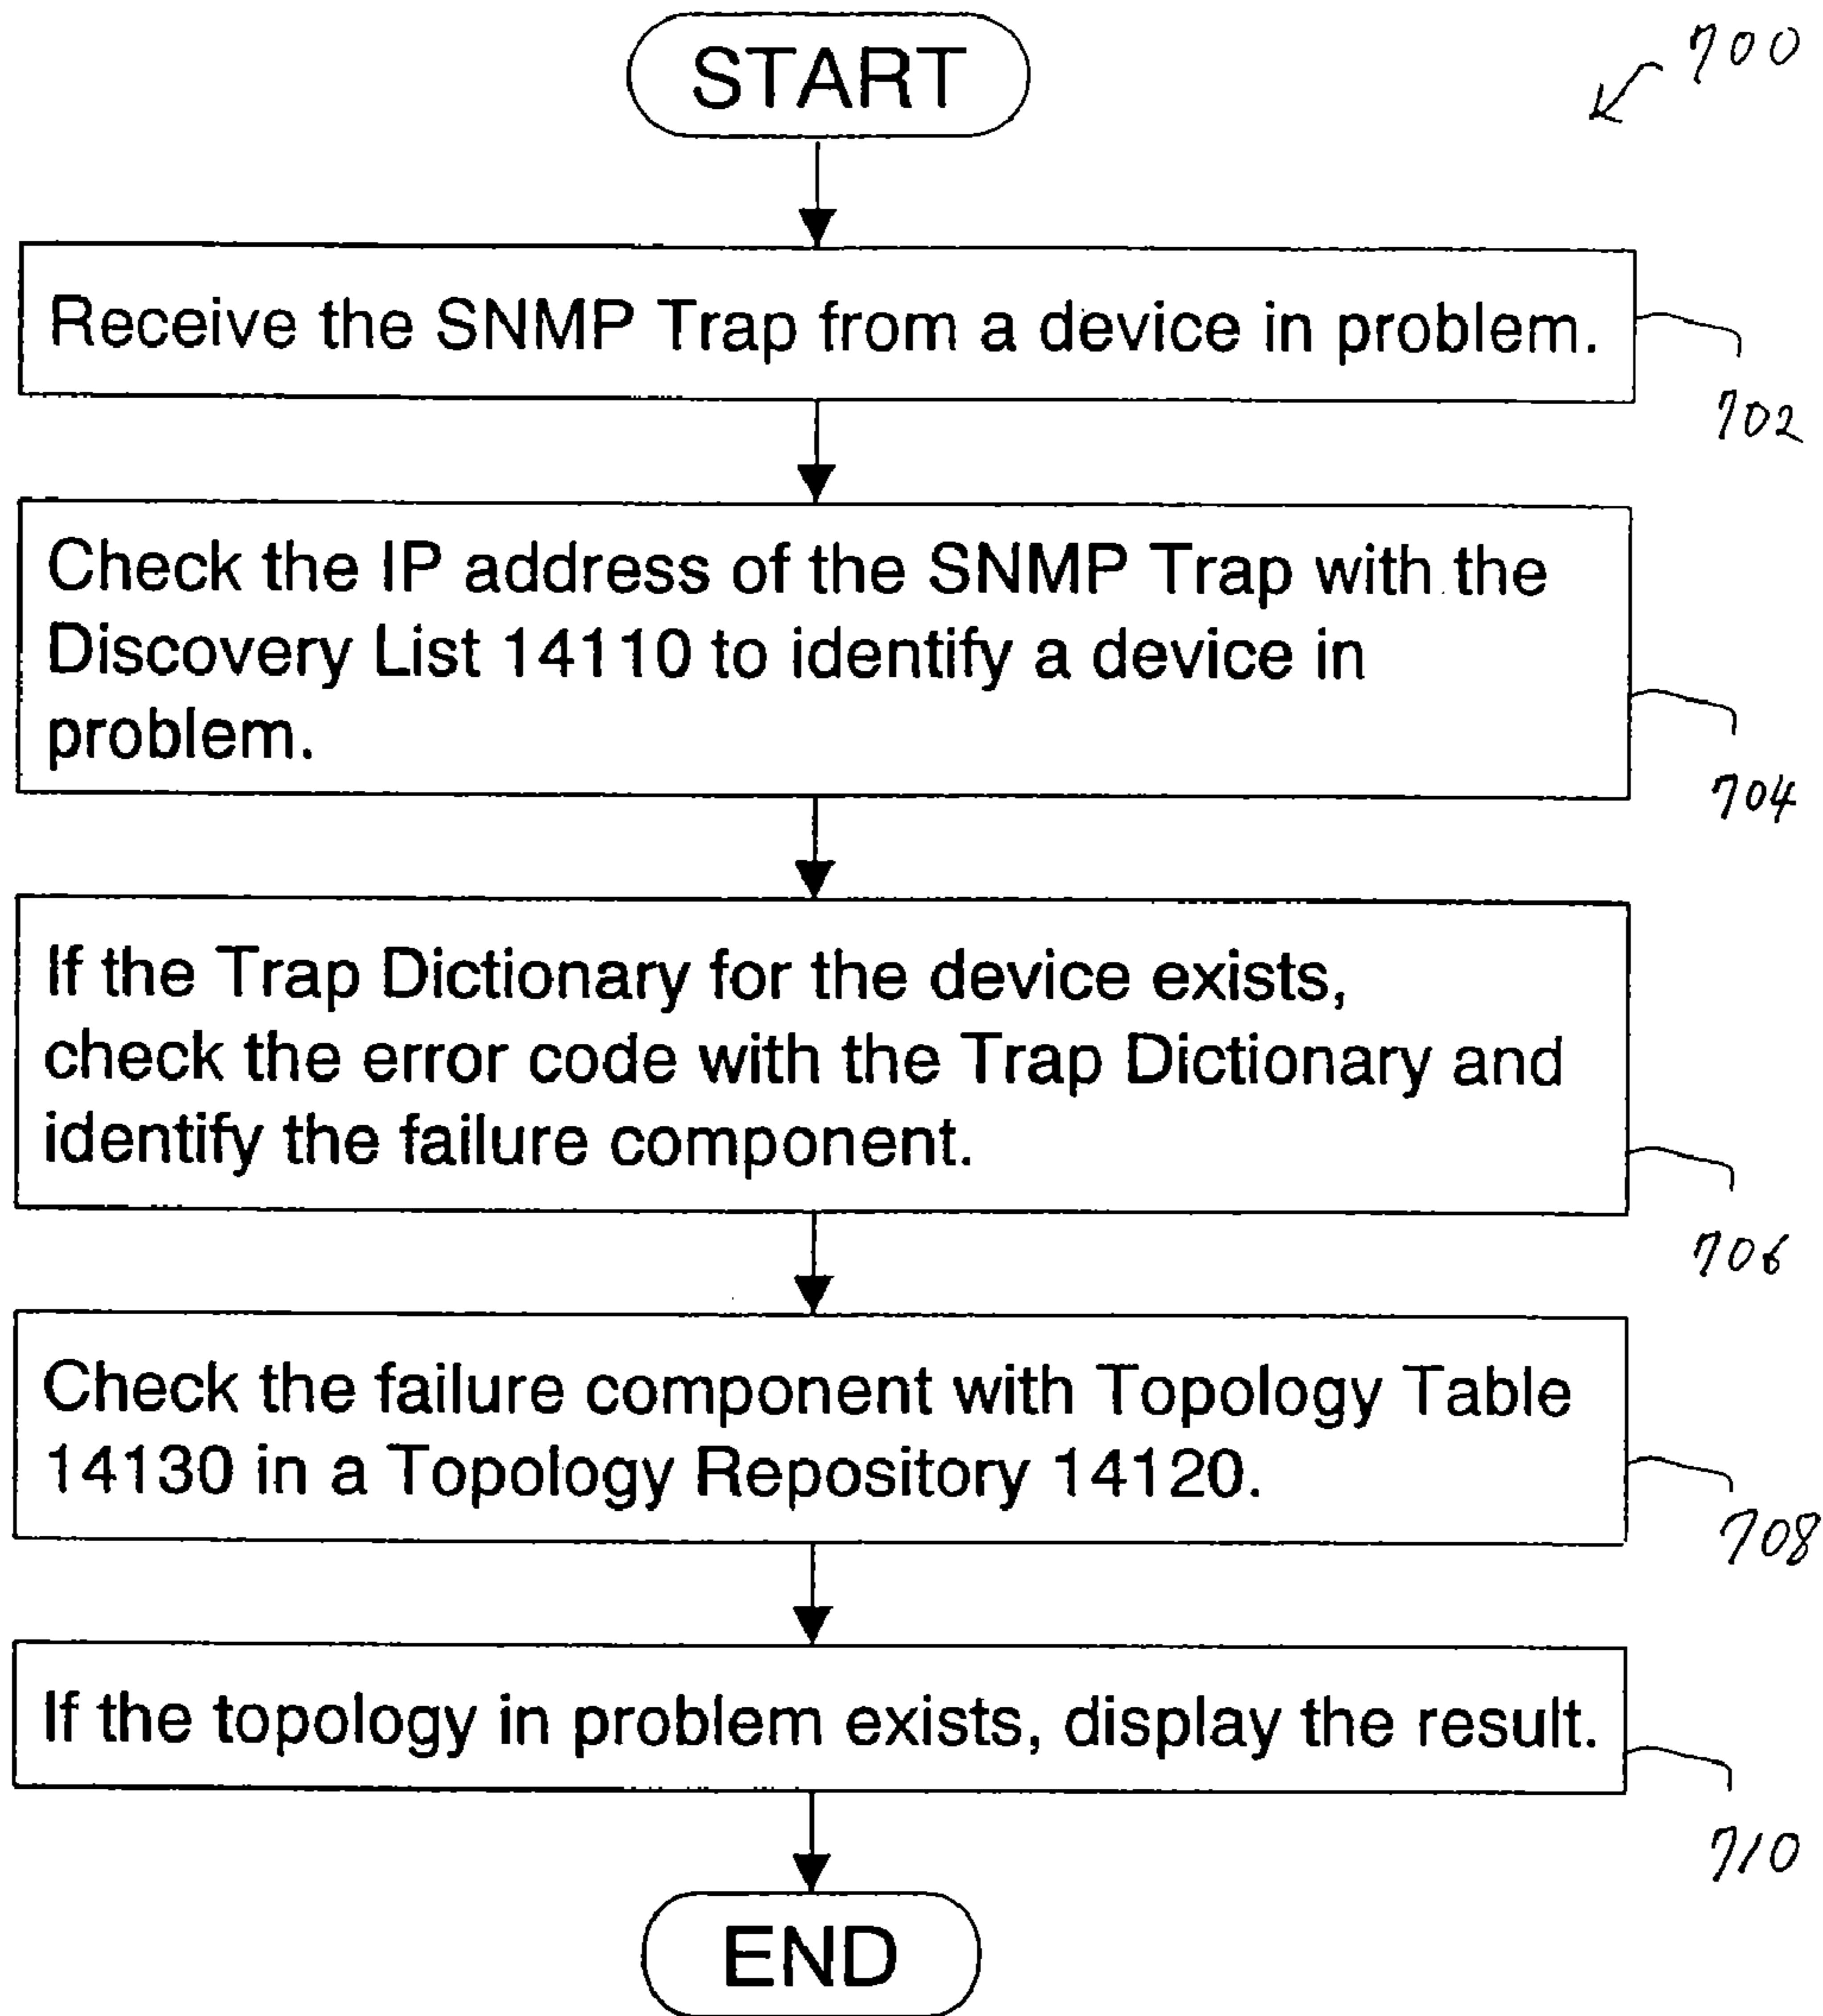 START
700
Receive the SNMP Trap from a device in problem.
702
Check the IP address of the SNMP Trap with the
Discovery List 14110 to identify a device in
problem.
704
If the Trap Dictionary for the device exists,
check the error code with the Trap Dictionary and
identify the failure component.
706
Check the failure component with Topology Table
14130 in a Topology Repository 14120.
708
If the topology in problem exists, display the result.
710
END